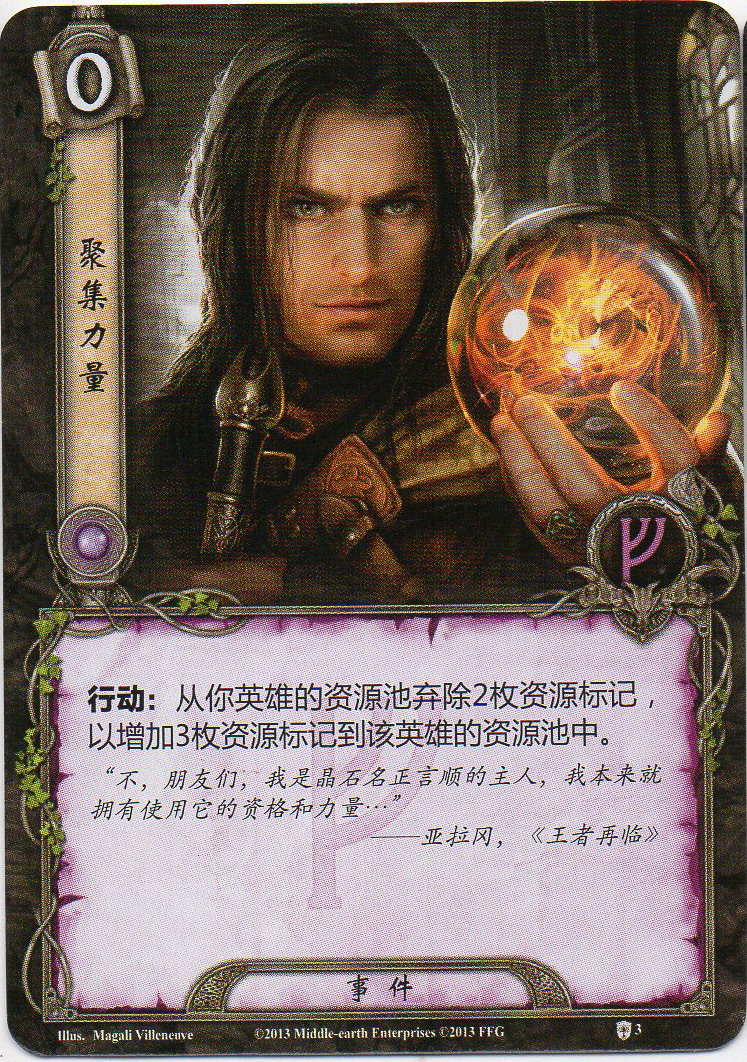 0
聚集力量
行动：从你英雄的资源池弃除2枚资源标记，
以增加3枚资源标记到该英雄的资源池中。
“不，朋友们，我是晶石名正言顺的主人，我本来就
拥有使用它的资格和力量…”
——亚拉冈，《王者再临》
事件
Illus. Magali Villeneuve
©2013 Middle-earth Enterprises ©2013 FFG
3